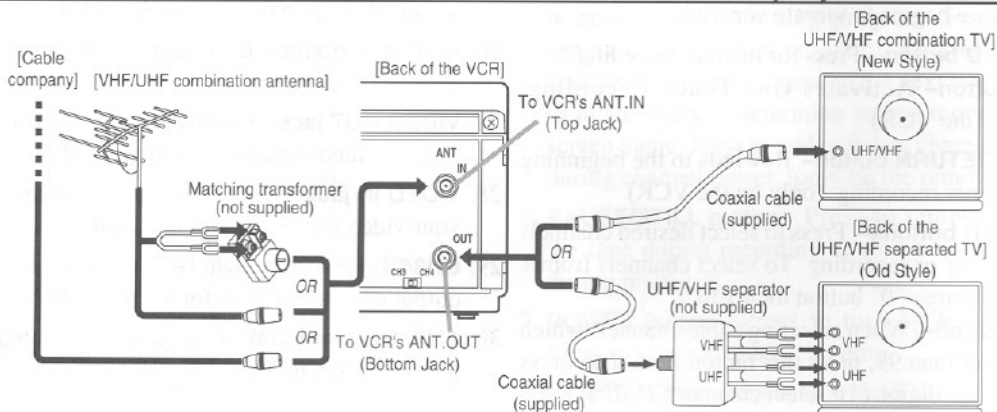 [Cable
company]
[VHF/UHF combination antenna]
[Back of the VCR]
To VCR's ANT.IN
(Top Jack)
ANT
IN
Matching transformer
(not supplied)
OR
OR
OUT
CH3 CH4
To VCR's ANT.OUT
(Bottom Jack)
OR
[Back of the
UHF/VHF combination TV]
(New Style)
UHF/VHF
Coaxial cable
(supplied)
[Back of the
UHF/VHF separated TV]
(Old Style)
UHF/VHF separator
(not supplied)
VHF
UHF
VHF
UHF
Coaxial cable
(supplied)